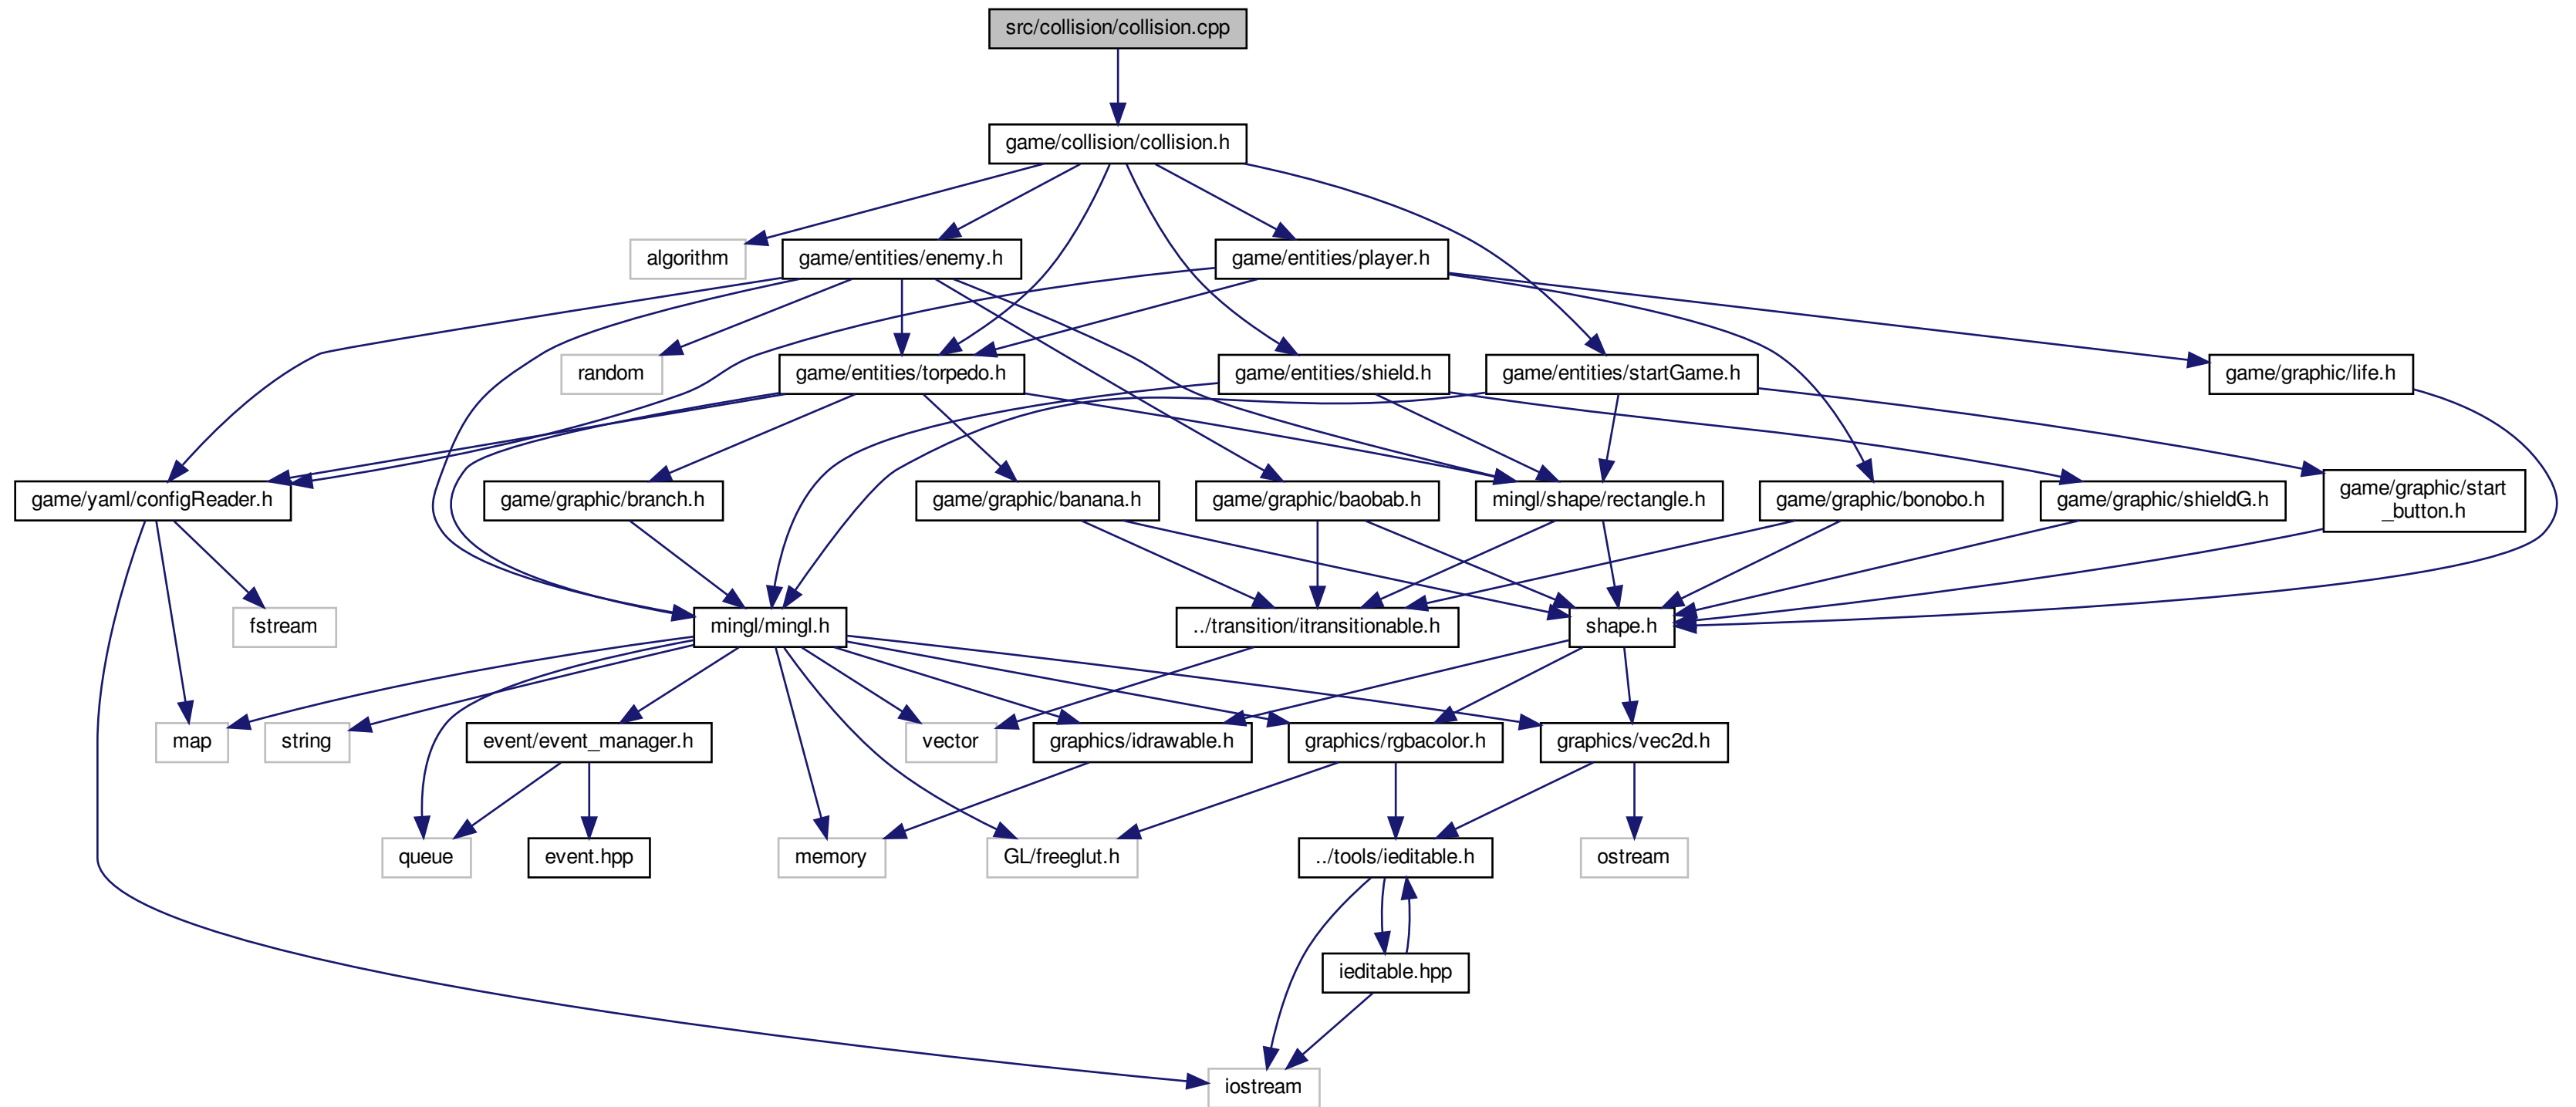 src/collision/collision.cpp
game/collision/collision.h
algorithm
game/entities/enemy.h
game/entities/player.h
random
game/entities/torpedo.h
game/entities/shield.h
game/entities/startGame.h
game/graphic/life.h
game/yaml/configReader.h
game/graphic/branch.h
game/graphic/banana.h
game/graphic/baobab.h
mingl/shape/rectangle.h
game/graphic/bonobo.h
game/graphic/shieldG.h
game/graphic/start
_button.h
fstream
mingl/mingl.h
../transition/itransitionable.h
shape.h
map
string
event/event_manager.h
vector
graphics/idrawable.h
graphics/rgbacolor.h
graphics/vec2d.h
queue
event.hpp
memory
GL/freeglut.h
../tools/ieditable.h
ostream
ieditable.hpp
iostream